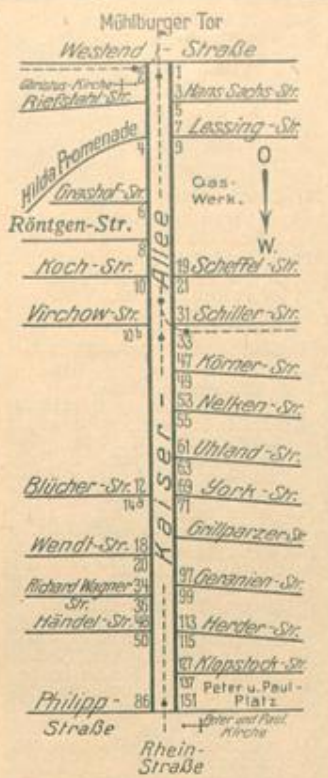 Mühlburger Tor
Westend - Straße
Christus-Kirche 2 1
3 Hans Sachs-Str.
Riefstahl-Str.
5
7 Lessing-Str.
Hilda Promenade 4 9
Grashof-Str. Gas-
6 Werk.
O
W.
Röntgen-Str.
8
Koch-Str. 19 Scheffel-Str.
10 21
Virchow-Str. 31 Schiller-Str.
10b 33
47 Körner-Str.
49
53 Nelken-Str.
55
61 Uhland-Str.
63
Blücher-Str. 12 69 York-Str.
14a 71
Grillparzer Str
Wendt-Str. 18
20
Richard Wagner 34 97 Geranien-Str.
Str. 36 99
Händel-Str. 48 113 Herder-Str.
50 115
127 Klopstock-Str.
137 Peter u. Paul-
Philipp- 86 151 Platz
Straße Peter und Paul
Kirche
Kaiser - Allee
Rhein-
Straße